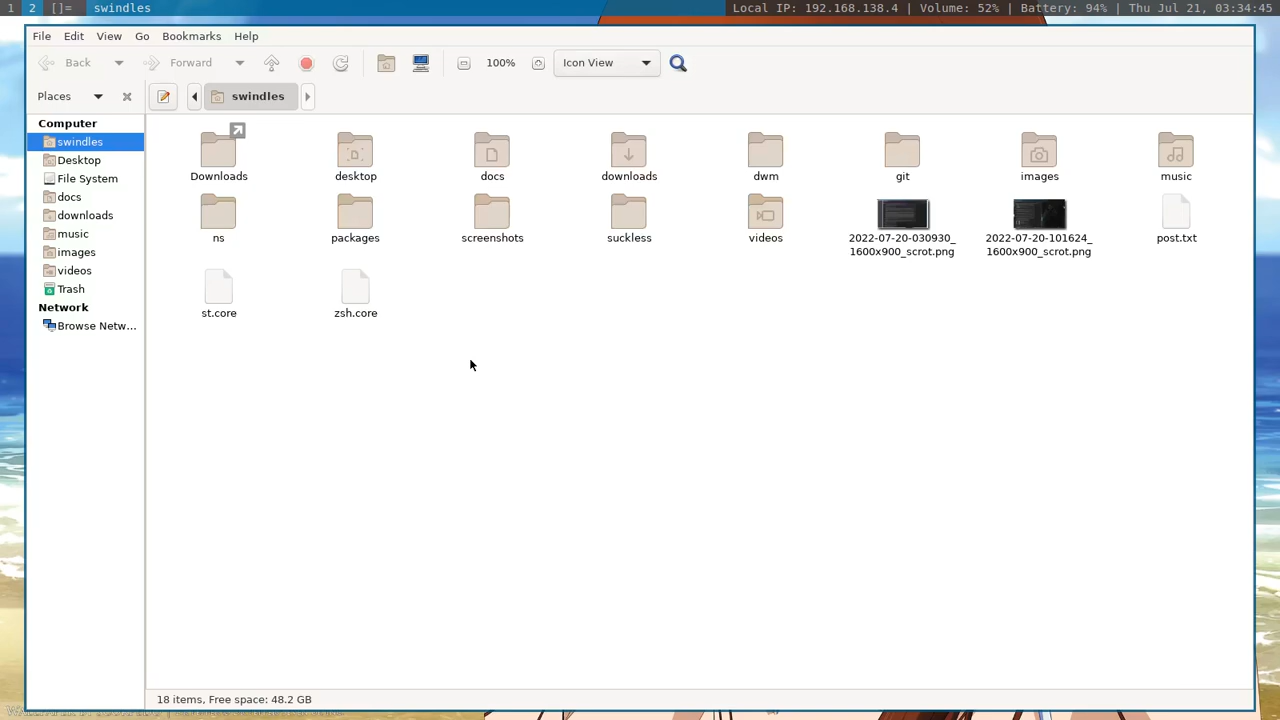 1 2 []= swindles Local IP: 192.168.138.4 | Volume: 52% | Battery: 94% | Thu Jul 21, 03:34:45
File Edit View Go Bookmarks Help
Back Forward 100% Icon View
Places swindles
Computer
swindles
Desktop
File System
docs
downloads
music
images
videos
Trash
Network
Browse Netw...
Downloads desktop docs downloads dwm git images music
ns packages screenshots suckless videos 2022-07-20-030930_ 2022-07-20-101624_ post.txt
1600x900_scrot.png 1600x900_scrot.png
st.core zsh.core
18 items, Free space: 48.2 GB